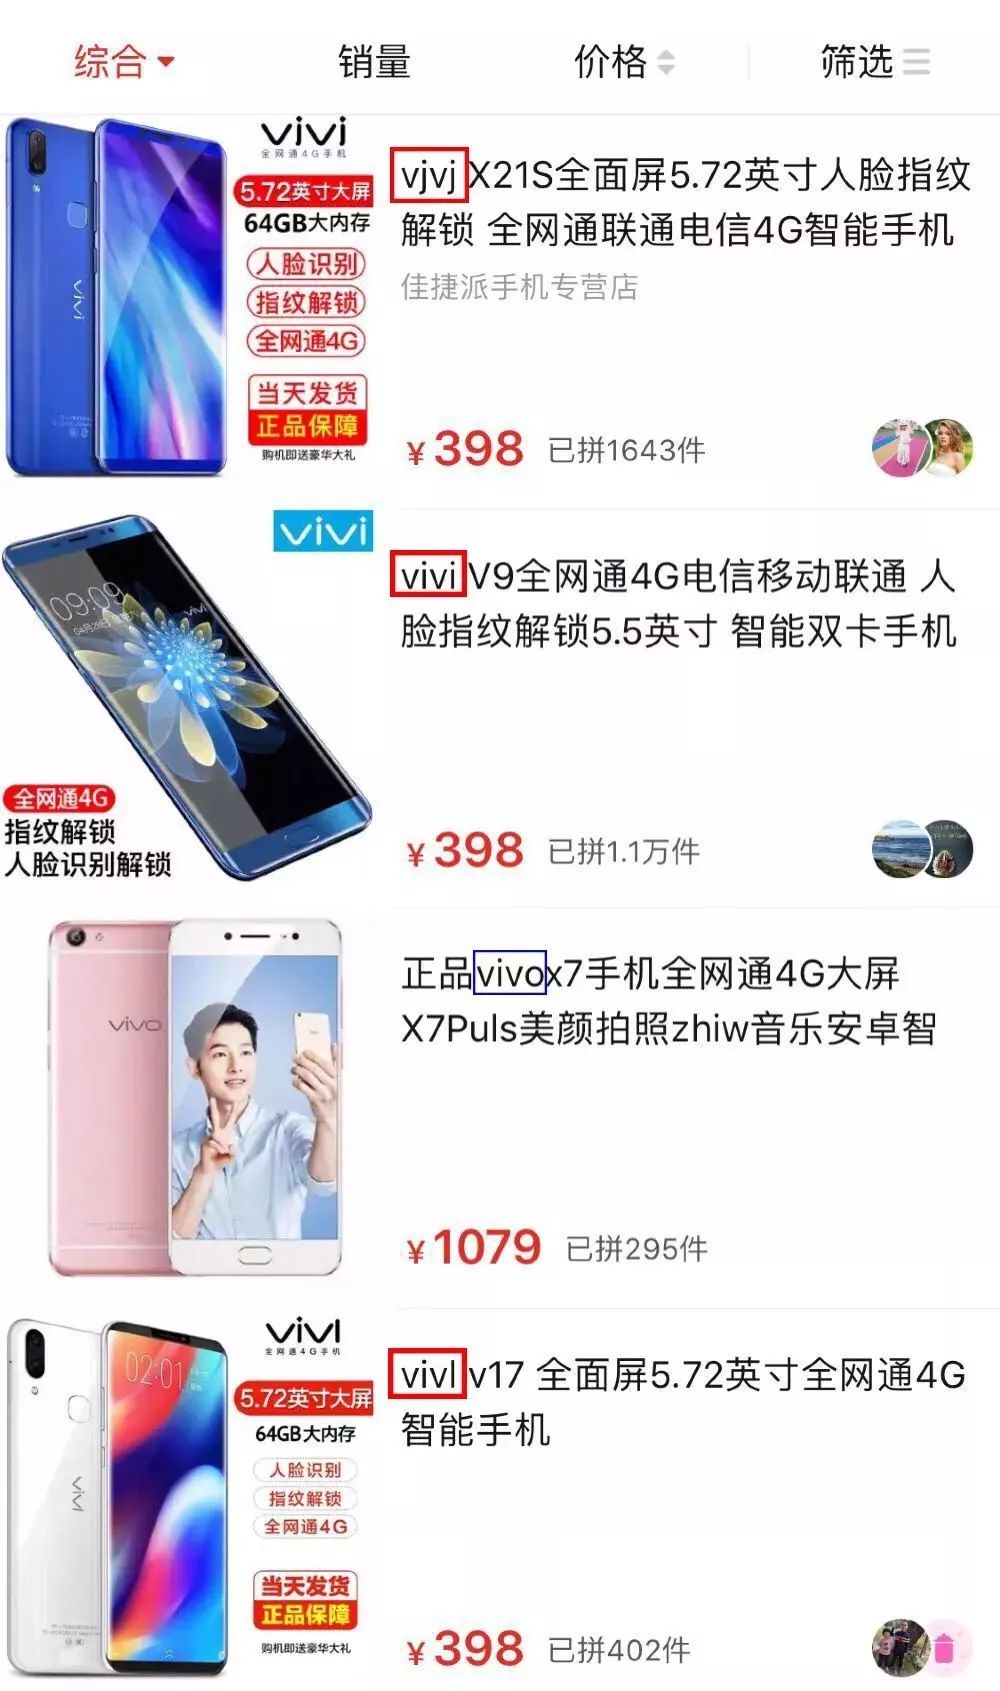 综合 销量 价格 筛选
vivi
全网通4G手机
5.72英寸大屏
64GB大内存
人脸识别
指纹解锁
全网通4G
当天发货
正品保障
购机即送豪华大礼
vivi
vjvj X21S全面屏5.72英寸人脸指纹
解锁 全网通联通电信4G智能手机
佳捷派手机专营店
¥398 已拼1643件
vivi
09:09
vivi
全网通4G
指纹解锁
人脸识别解锁
vivi V9全网通4G电信移动联通 人
脸指纹解锁5.5英寸 智能双卡手机
¥398 已拼1.1万件
vivo
正品vivox7手机全网通4G大屏
X7Puls美颜拍照zhiw音乐安卓智
¥1079 已拼295件
vivl
全网通4G手机
02:01
vivl
5.72英寸大屏
64GB大内存
人脸识别
指纹解锁
全网通4G
当天发货
正品保障
购机即送豪华大礼
vivl v17 全面屏5.72英寸全网通4G
智能手机
¥398 已拼402件